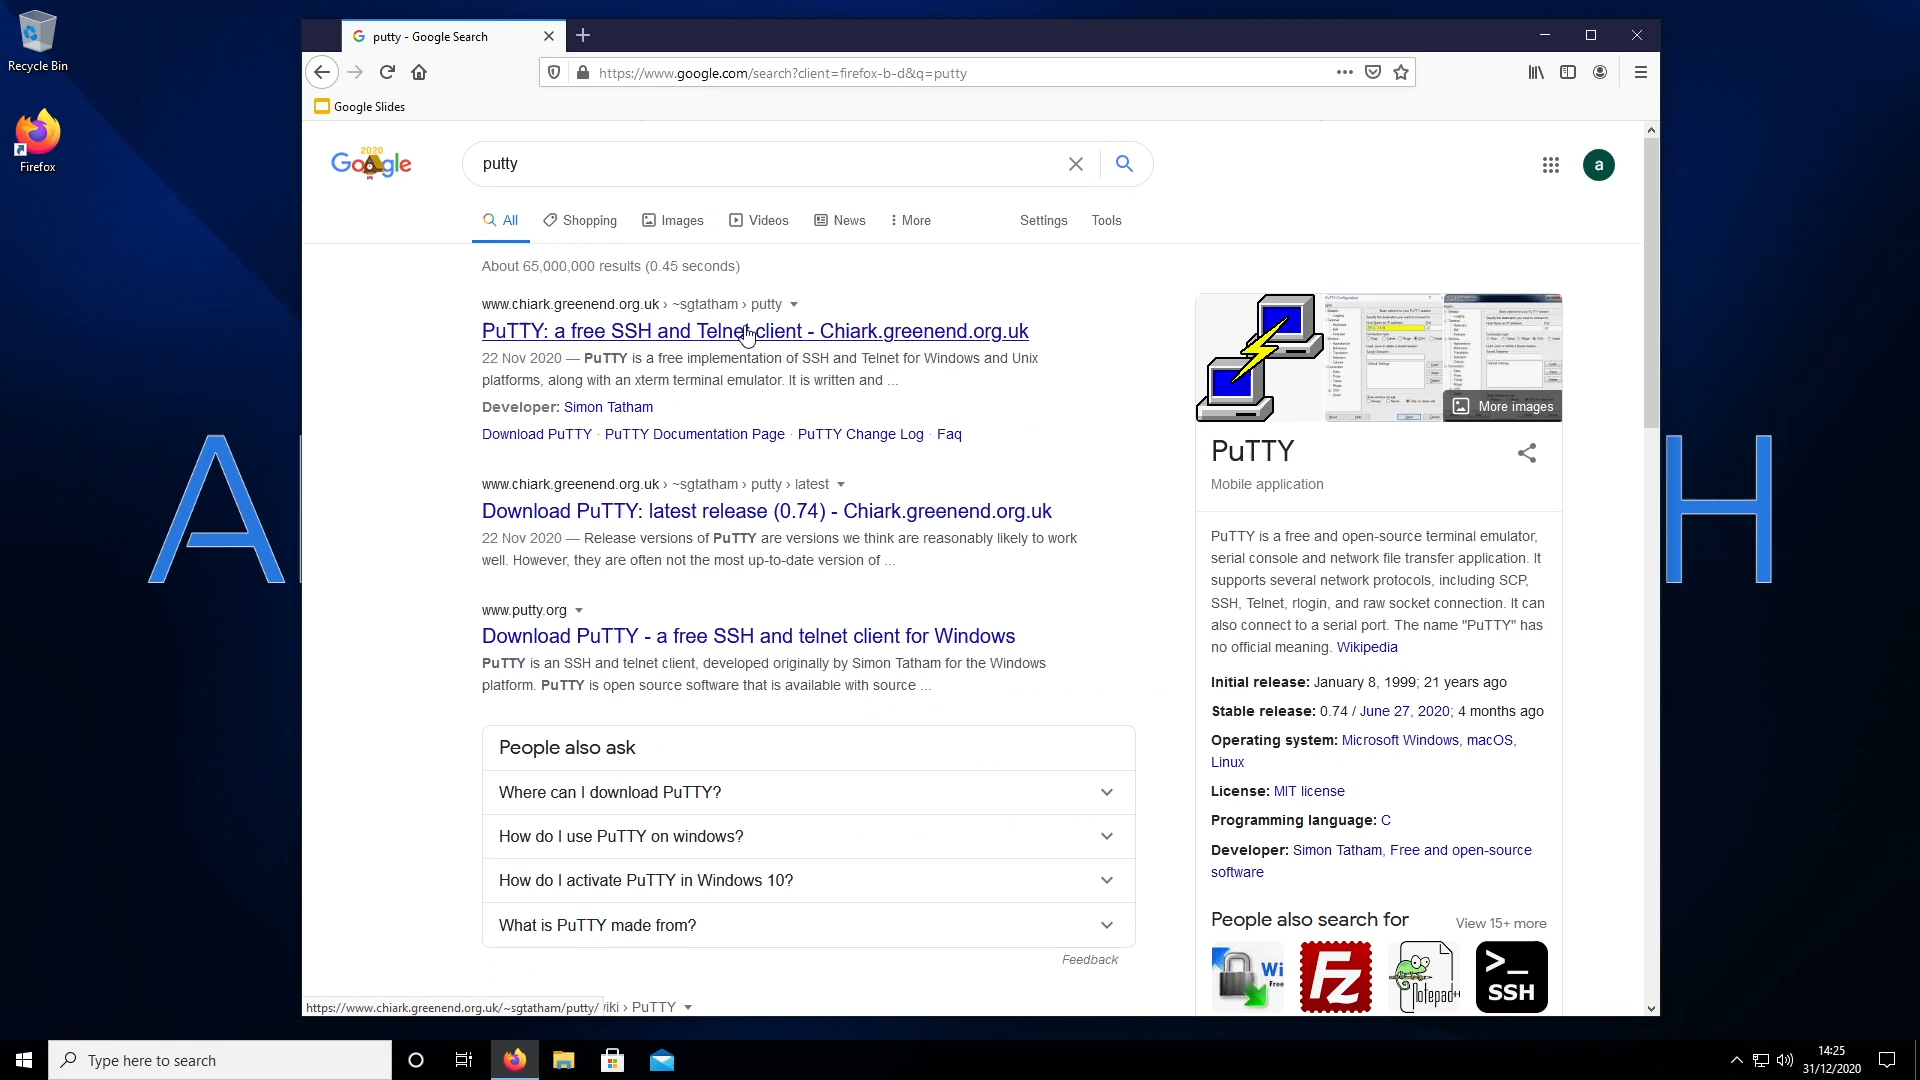 Recycle Bin
Firefox
putty - Google Search
https://www.google.com/search?client=firefox-b-d&q=putty
Google Slides
2020
Google
putty
a
All
Shopping
Images
Videos
News
More
Settings
Tools
About 65,000,000 results (0.45 seconds)
www.chiark.greenend.org.uk › ~sgtatham › putty
PuTTY: a free SSH and Telnet client - Chiark.greenend.org.uk
22 Nov 2020 — PuTTY is a free implementation of SSH and Telnet for Windows and Unix
platforms, along with an xterm terminal emulator. It is written and ...
Developer: Simon Tatham
Download PuTTY · PuTTY Documentation Page · PuTTY Change Log · Faq
www.chiark.greenend.org.uk › ~sgtatham › putty › latest
Download PuTTY: latest release (0.74) - Chiark.greenend.org.uk
22 Nov 2020 — Release versions of PuTTY are versions we think are reasonably likely to work
well. However, they are often not the most up-to-date version of ...
www.putty.org
Download PuTTY - a free SSH and telnet client for Windows
PuTTY is an SSH and telnet client, developed originally by Simon Tatham for the Windows
platform. PuTTY is open source software that is available with source ...
People also ask
Where can I download PuTTY?
How do I use PuTTY on windows?
How do I activate PuTTY in Windows 10?
What is PuTTY made from?
Feedback
https://www.chiark.greenend.org.uk/~sgtatham/putty/
iki › PuTTY
More images
PuTTY
Mobile application
PuTTY is a free and open-source terminal emulator,
serial console and network file transfer application. It
supports several network protocols, including SCP,
SSH, Telnet, rlogin, and raw socket connection. It can
also connect to a serial port. The name "PuTTY" has
no official meaning. Wikipedia
Initial release: January 8, 1999; 21 years ago
Stable release: 0.74 / June 27, 2020; 4 months ago
Operating system: Microsoft Windows, macOS,
Linux
License: MIT license
Programming language: C
Developer: Simon Tatham, Free and open-source
software
People also search for
View 15+ more
Wi
Free
Fz
Notepad++
>_
SSH
A
H
Type here to search
14:25
31/12/2020